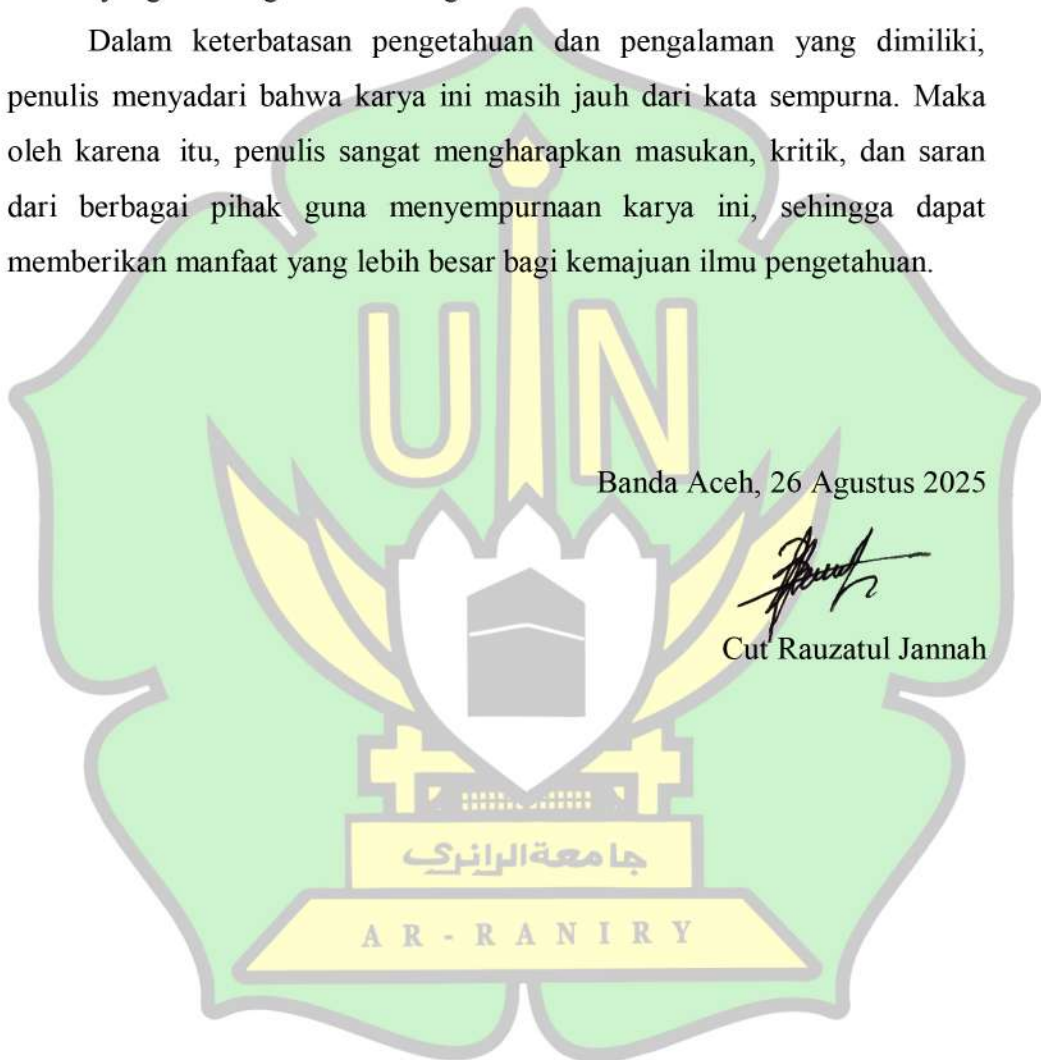 Dalam keterbatasan pengetahuan dan pengalaman yang dimiliki,
penulis menyadari bahwa karya ini masih jauh dari kata sempurna. Maka
oleh karena itu, penulis sangat mengharapkan masukan, kritik, dan saran
dari berbagai pihak guna menyempurnaan karya ini, sehingga dapat
memberikan manfaat yang lebih besar bagi kemajuan ilmu pengetahuan.
UIN
Banda Aceh, 26 Agustus 2025
Cut Rauzatul Jannah
جامعةالرانري
AR-RANIRY